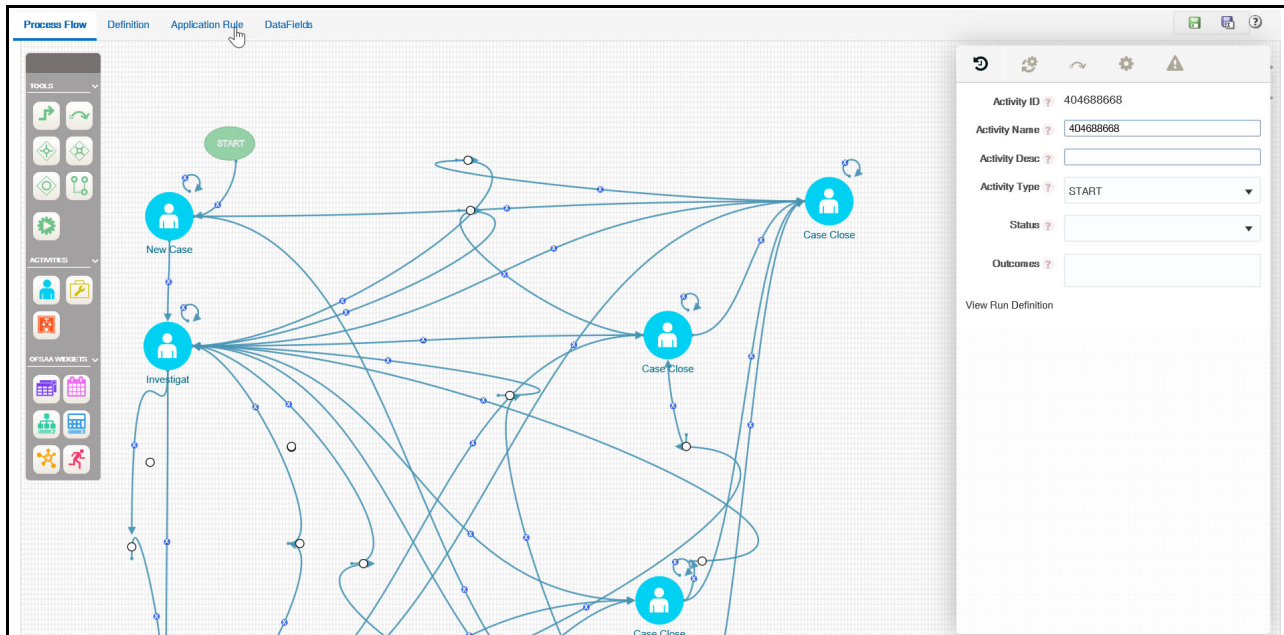 Process Flow Definition Application Rule DataFields
TOOLS
ACTIVITIES
OFSAA WIDGETS
START
New Case
Investigat
Case Close
Case Close
Case Close
Activity ID ? 404688668
Activity Name ? 404688668
Activity Desc ?
Activity Type ? START
Status ?
Outcomes ?
View Run Definition